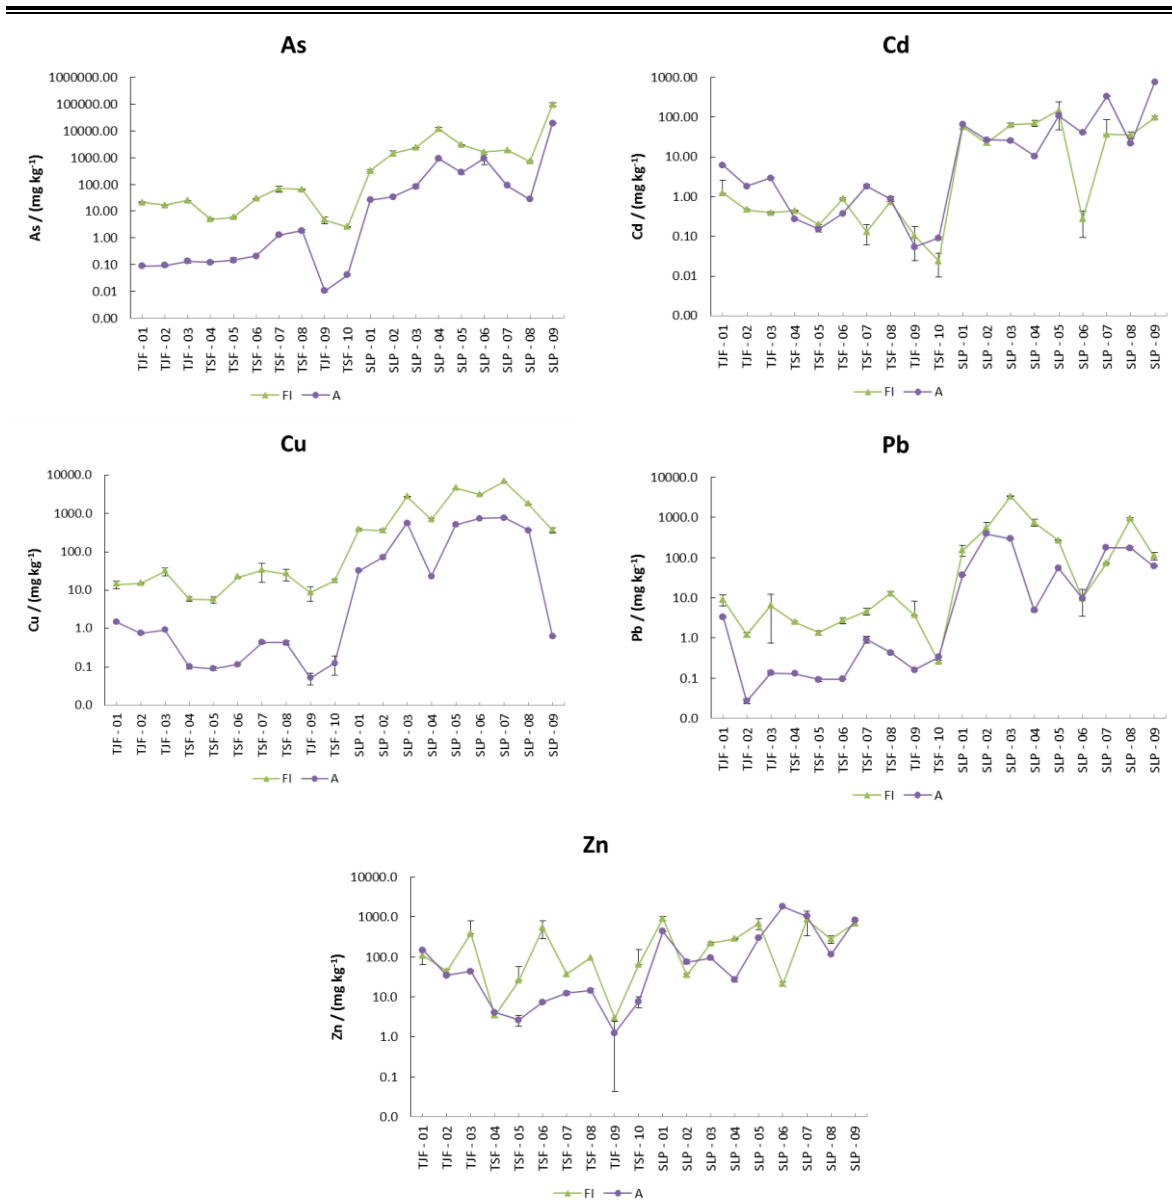 As
As / (mg kg⁻¹)
1000000.00
100000.00
10000.00
1000.00
100.00
10.00
1.00
0.10
0.01
0.00
TJF - 01
TJF - 02
TJF - 03
TSF - 04
TSF - 05
TSF - 06
TSF - 07
TSF - 08
TJF - 09
TSF - 10
SLP - 01
SLP - 02
SLP - 03
SLP - 04
SLP - 05
SLP - 06
SLP - 07
SLP - 08
SLP - 09
FI A
Cd
Cd / (mg kg⁻¹)
1000.00
100.00
10.00
1.00
0.10
0.01
0.00
TJF - 01
TJF - 02
TJF - 03
TSF - 04
TSF - 05
TSF - 06
TSF - 07
TSF - 08
TJF - 09
TSF - 10
SLP - 01
SLP - 02
SLP - 03
SLP - 04
SLP - 05
SLP - 06
SLP - 07
SLP - 08
SLP - 09
FI A
Cu
Cu / (mg kg⁻¹)
10000.0
1000.0
100.0
10.0
1.0
0.1
0.0
TJF - 01
TJF - 02
TJF - 03
TSF - 04
TSF - 05
TSF - 06
TSF - 07
TSF - 08
TJF - 09
TSF - 10
SLP - 01
SLP - 02
SLP - 03
SLP - 04
SLP - 05
SLP - 06
SLP - 07
SLP - 08
SLP - 09
FI A
Pb
Pb / (mg kg⁻¹)
10000.0
1000.0
100.0
10.0
1.0
0.1
0.0
TJF - 01
TJF - 02
TJF - 03
TSF - 04
TSF - 05
TSF - 06
TSF - 07
TSF - 08
TJF - 09
TSF - 10
SLP - 01
SLP - 02
SLP - 03
SLP - 04
SLP - 05
SLP - 06
SLP - 07
SLP - 08
SLP - 09
FI A
Zn
Zn / (mg kg⁻¹)
10000.0
1000.0
100.0
10.0
1.0
0.1
0.0
TJF - 01
TJF - 02
TJF - 03
TSF - 04
TSF - 05
TSF - 06
TSF - 07
TSF - 08
TJF - 09
TSF - 10
SLP - 01
SLP - 02
SLP - 03
SLP - 04
SLP - 05
SLP - 06
SLP - 07
SLP - 08
SLP - 09
FI A